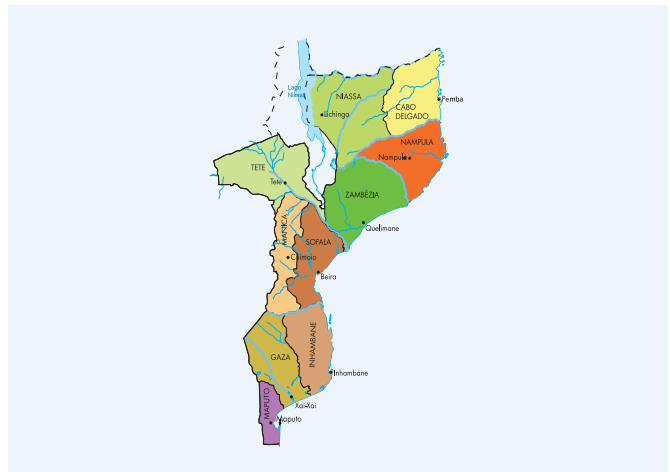 Lago
Niassa
NIASSA
Lichinga
CABO
DELGADO
Pemba
NAMPULA
Nampula
TETE
Tete
ZAMBÉZIA
Quelimane
MANICA
SOFALA
Chimoio
Beira
GAZA
INHAMBANE
Inhambane
Xai-Xai
MAPUTO
Maputo